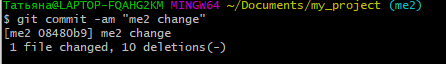 Татьяна@LAPTOP-FQAHG2KM MINGW64 ~/Documents/my_project (me2)
$ git commit -am "me2 change"
[me2 08480b9] me2 change
 1 file changed, 10 deletions(-)